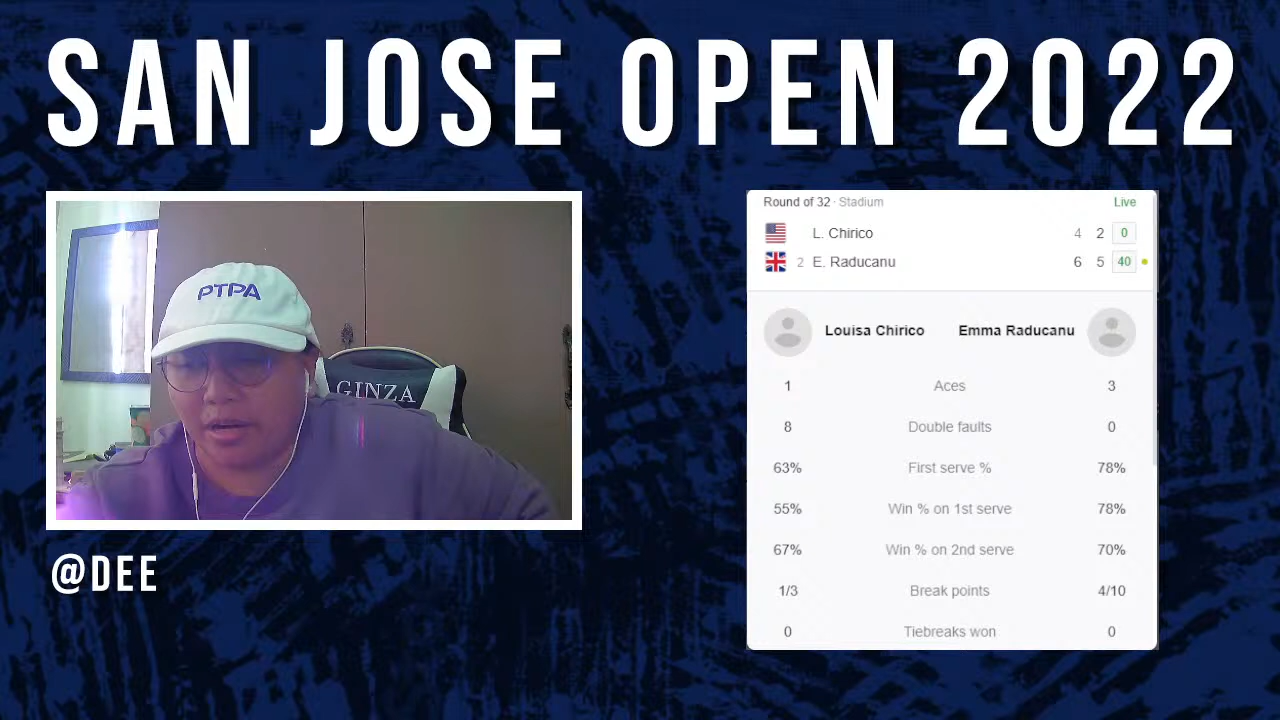 SAN JOSE OPEN 2022
PTPA
GINZA
@DEE
Round of 32 · Stadium Live
L. Chirico 4 2 0
2 E. Raducanu 6 5 40
Louisa Chirico Emma Raducanu
1 Aces 3
8 Double faults 0
63% First serve % 78%
55% Win % on 1st serve 78%
67% Win % on 2nd serve 70%
1/3 Break points 4/10
0 Tiebreaks won 0